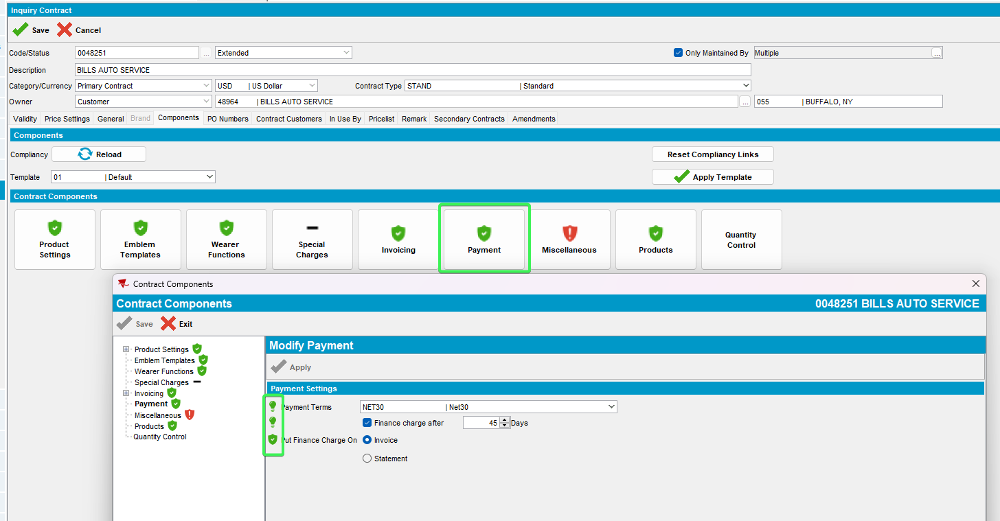 Inquiry Contract
Save Cancel
Code/Status 0048251 ... Extended Only Maintained By Multiple ...
Description BILLS AUTO SERVICE
Category/Currency Primary Contract USD | US Dollar Contract Type STAND | Standard
Owner Customer 48964 | BILLS AUTO SERVICE ... 055 | BUFFALO, NY
Validity Price Settings General Brand Components PO Numbers Contract Customers In Use By Pricelist Remark Secondary Contracts Amendments
Components
Compliancy Reload Reset Compliancy Links
Template 01 | Default Apply Template
Contract Components
Product Settings
Emblem Templates
Wearer Functions
Special Charges
Invoicing
Payment
Miscellaneous
Products
Quantity Control
Contract Components
Contract Components 0048251 BILLS AUTO SERVICE
Save Exit
Product Settings
Emblem Templates
Wearer Functions
Special Charges
Invoicing
Payment
Miscellaneous
Products
Quantity Control
Modify Payment
Apply
Payment Settings
Payment Terms NET30 | Net30
Finance charge after 45 Days
Put Finance Charge On Invoice
Statement